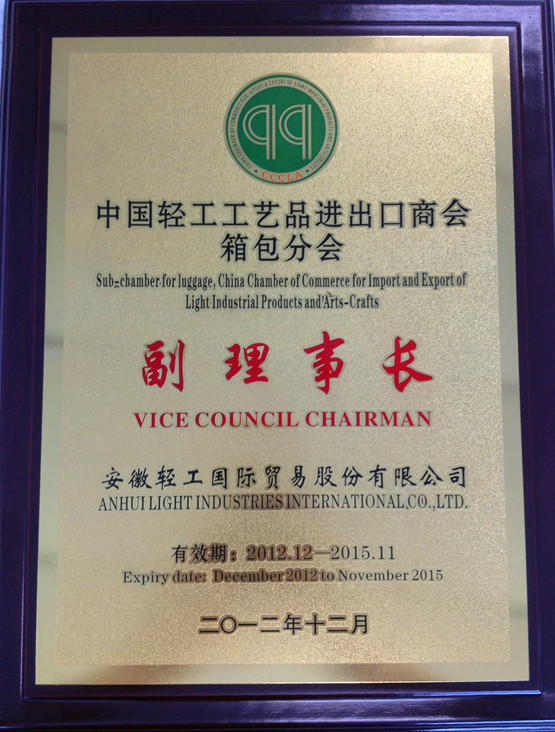 CCCLA
中国轻工工艺品进出口商会
箱包分会
Sub-chamber for luggage, China Chamber of Commerce for Import and Export of
Light Industrial Products and Arts-Crafts
副理事长
VICE COUNCIL CHAIRMAN
安徽轻工国际贸易股份有限公司
ANHUI LIGHT INDUSTRIES INTERNATIONAL CO., LTD.
有效期：2012.12—2015.11
Expiry date: December 2012 to November 2015
二〇一二年十二月